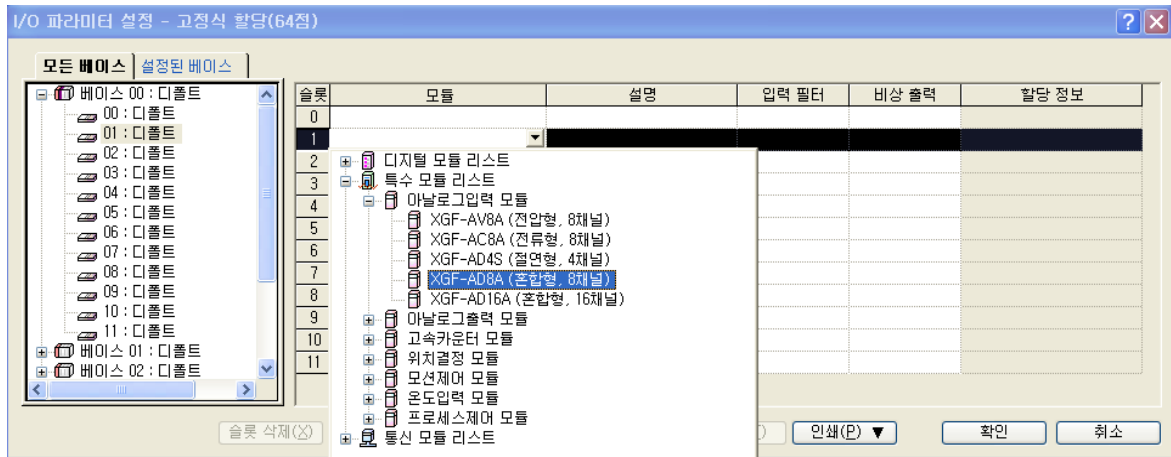 I/O 파라미터 설정 - 고정식 할당(64점)
모든 베이스 설정된 베이스
베이스 00 : 디폴트
00 : 디폴트
01 : 디폴트
02 : 디폴트
03 : 디폴트
04 : 디폴트
05 : 디폴트
06 : 디폴트
07 : 디폴트
08 : 디폴트
09 : 디폴트
10 : 디폴트
11 : 디폴트
베이스 01 : 디폴트
베이스 02 : 디폴트
슬롯 모듈 설명 입력 필터 비상 출력 할당 정보
0
1
2
3
4
5
6
7
8
9
10
11
디지털 모듈 리스트
특수 모듈 리스트
아날로그입력 모듈
XGF-AV8A (전압형, 8채널)
XGF-AC8A (전류형, 8채널)
XGF-AD4S (절연형, 4채널)
XGF-AD8A (혼합형, 8채널)
XGF-AD16A (혼합형, 16채널)
아날로그출력 모듈
고속카운터 모듈
위치결정 모듈
모션제어 모듈
온도입력 모듈
프로세스제어 모듈
통신 모듈 리스트
슬롯 삭제(X) 인쇄(P) ▼ 확인 취소